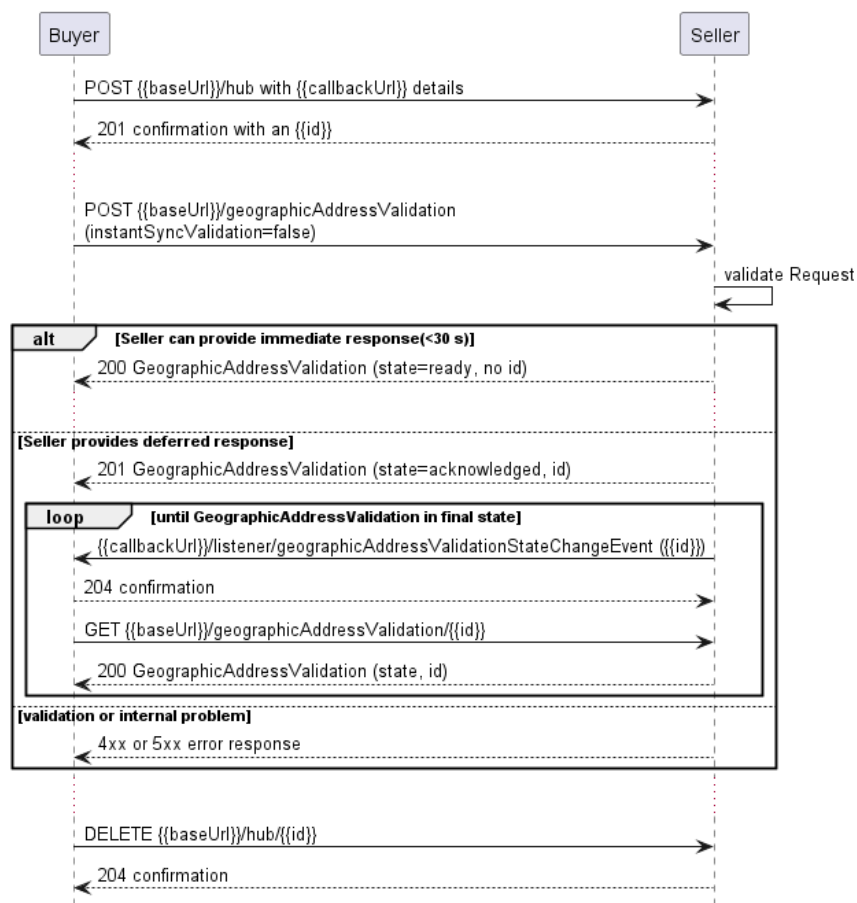 Buyer
Seller
POST {{baseUrl}}/hub with {{callbackUrl}} details
201 confirmation with an {{id}}
POST {{baseUrl}}/geographicAddressValidation
(instantSyncValidation=false)
validate Request
alt
[Seller can provide immediate response(<30 s)]
200 GeographicAddressValidation (state=ready, no id)
[Seller provides deferred response]
201 GeographicAddressValidation (state=acknowledged, id)
loop
[until GeographicAddressValidation in final state]
{{callbackUrl}}/listener/geographicAddressValidationStateChangeEvent ({{id}})
204 confirmation
GET {{baseUrl}}/geographicAddressValidation/{{id}}
200 GeographicAddressValidation (state, id)
[validation or internal problem]
4xx or 5xx error response
DELETE {{baseUrl}}/hub/{{id}}
204 confirmation